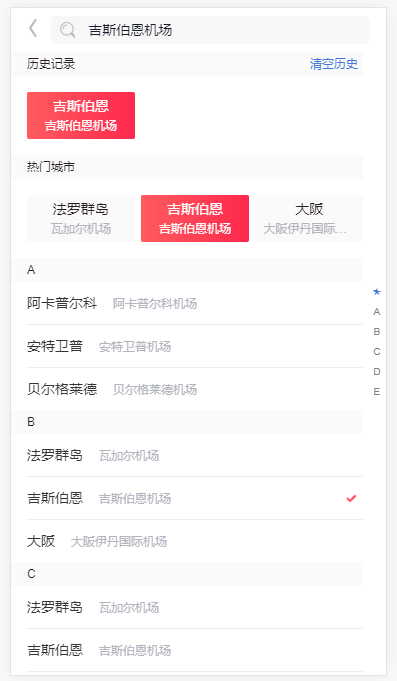 吉斯伯恩机场
历史记录 清空历史
吉斯伯恩
吉斯伯恩机场
热门城市
法罗群岛 吉斯伯恩 大阪
瓦加尔机场 吉斯伯恩机场 大阪伊丹国际...
A
阿卡普尔科 阿卡普尔科机场
安特卫普 安特卫普机场
贝尔格莱德 贝尔格莱德机场
B
法罗群岛 瓦加尔机场
吉斯伯恩 吉斯伯恩机场
大阪 大阪伊丹国际机场
C
法罗群岛 瓦加尔机场
吉斯伯恩 吉斯伯恩机场
★
A
B
C
D
E